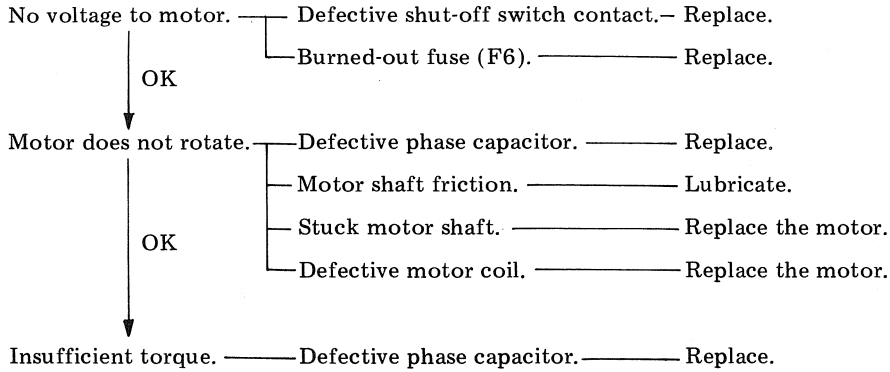 No voltage to motor. Defective shut-off switch contact. Replace.
Burned-out fuse (F6). Replace.
OK
Motor does not rotate. Defective phase capacitor. Replace.
Motor shaft friction. Lubricate.
Stuck motor shaft. Replace the motor.
OK
Defective motor coil. Replace the motor.
Insufficient torque. Defective phase capacitor. Replace.